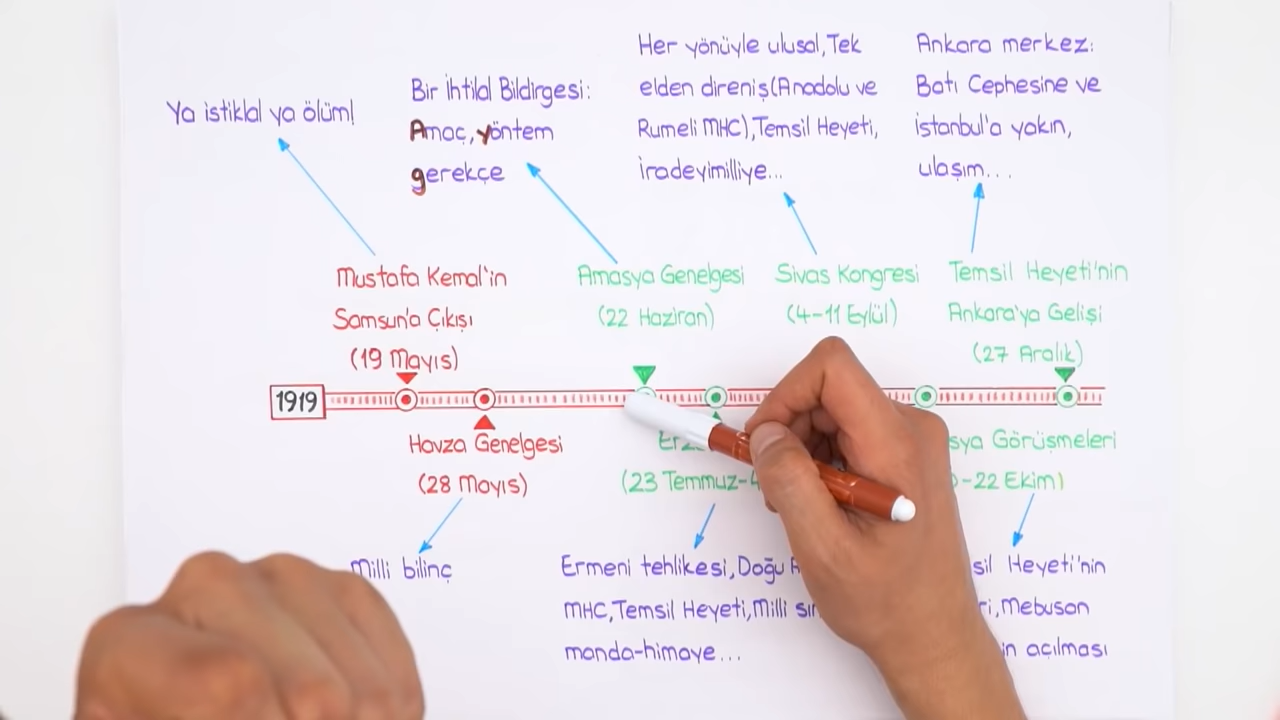 Ya istiklal ya ölüm!
Bir İhtilal Bildirgesi:
Amaç, yöntem
gerekçe
Her yönüyle ulusal, Tek
elden direniş (Anadolu ve
Rumeli MHC), Temsil Heyeti,
İradeyimilliye...
Ankara merkez:
Batı Cephesine ve
İstanbul'a yakın,
ulaşım...
Mustafa Kemal'in
Samsun'a Çıkışı
(19 Mayıs)
Amasya Genelgesi
(22 Haziran)
Sivas Kongresi
(4-11 Eylül)
Temsil Heyeti'nin
Ankara'ya Gelişi
(27 Aralık)
1919
Havza Genelgesi
(28 Mayıs)
(23 Temmuz-
Görüşmeleri
-22 Ekim)
Milli bilinç
Ermeni tehlikesi, Doğu
MHC, Temsil Heyeti, Milli
manda-himaye...
Heyeti'nin
Mebusan
açılması